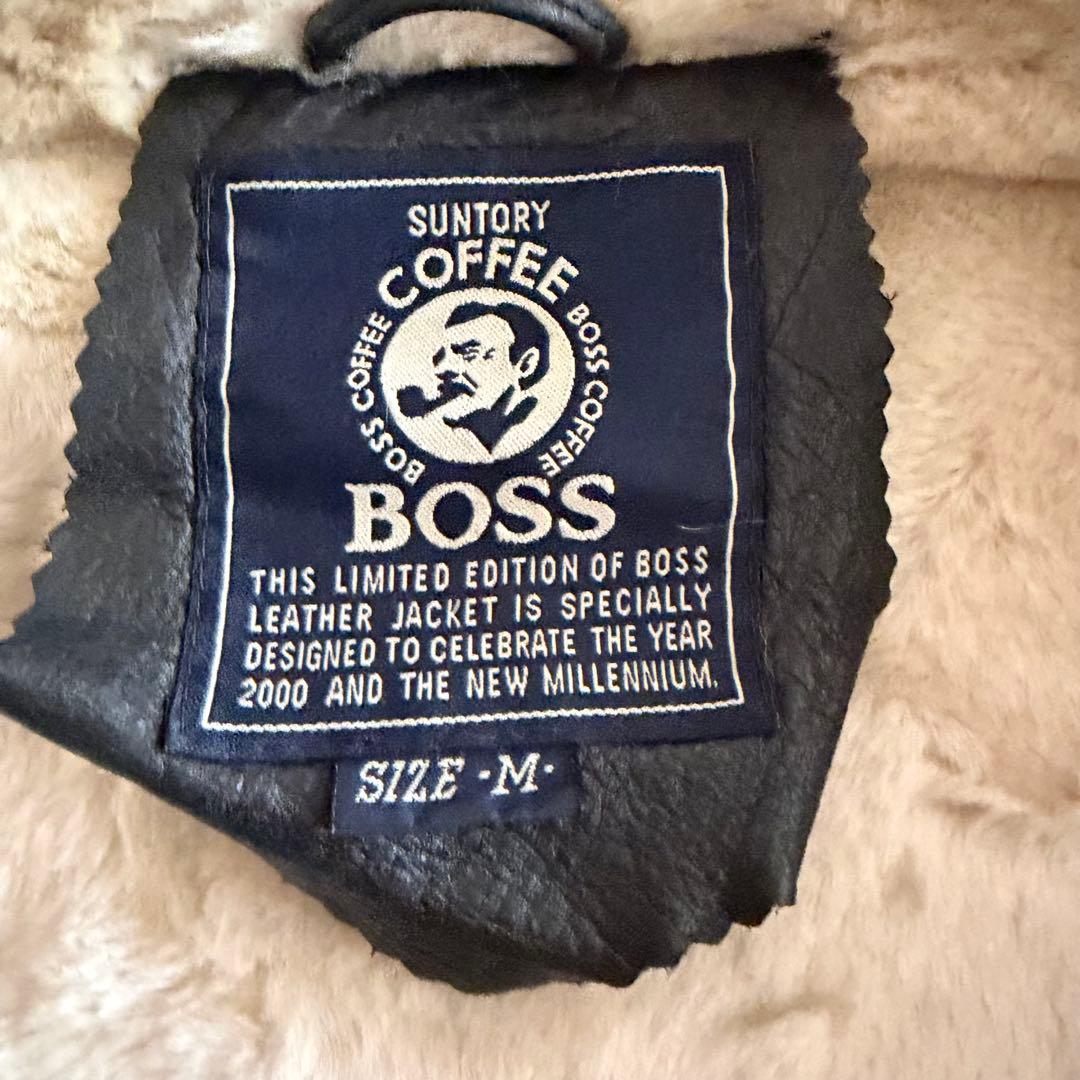 SUNTORY
COFFEE
BOSS COFFEE
BOSS COFFEE
BOSS
THIS LIMITED EDITION OF BOSS
LEATHER JACKET IS SPECIALLY
DESIGNED TO CELEBRATE THE YEAR
2000 AND THE NEW MILLENNIUM.
SIZE ·M·